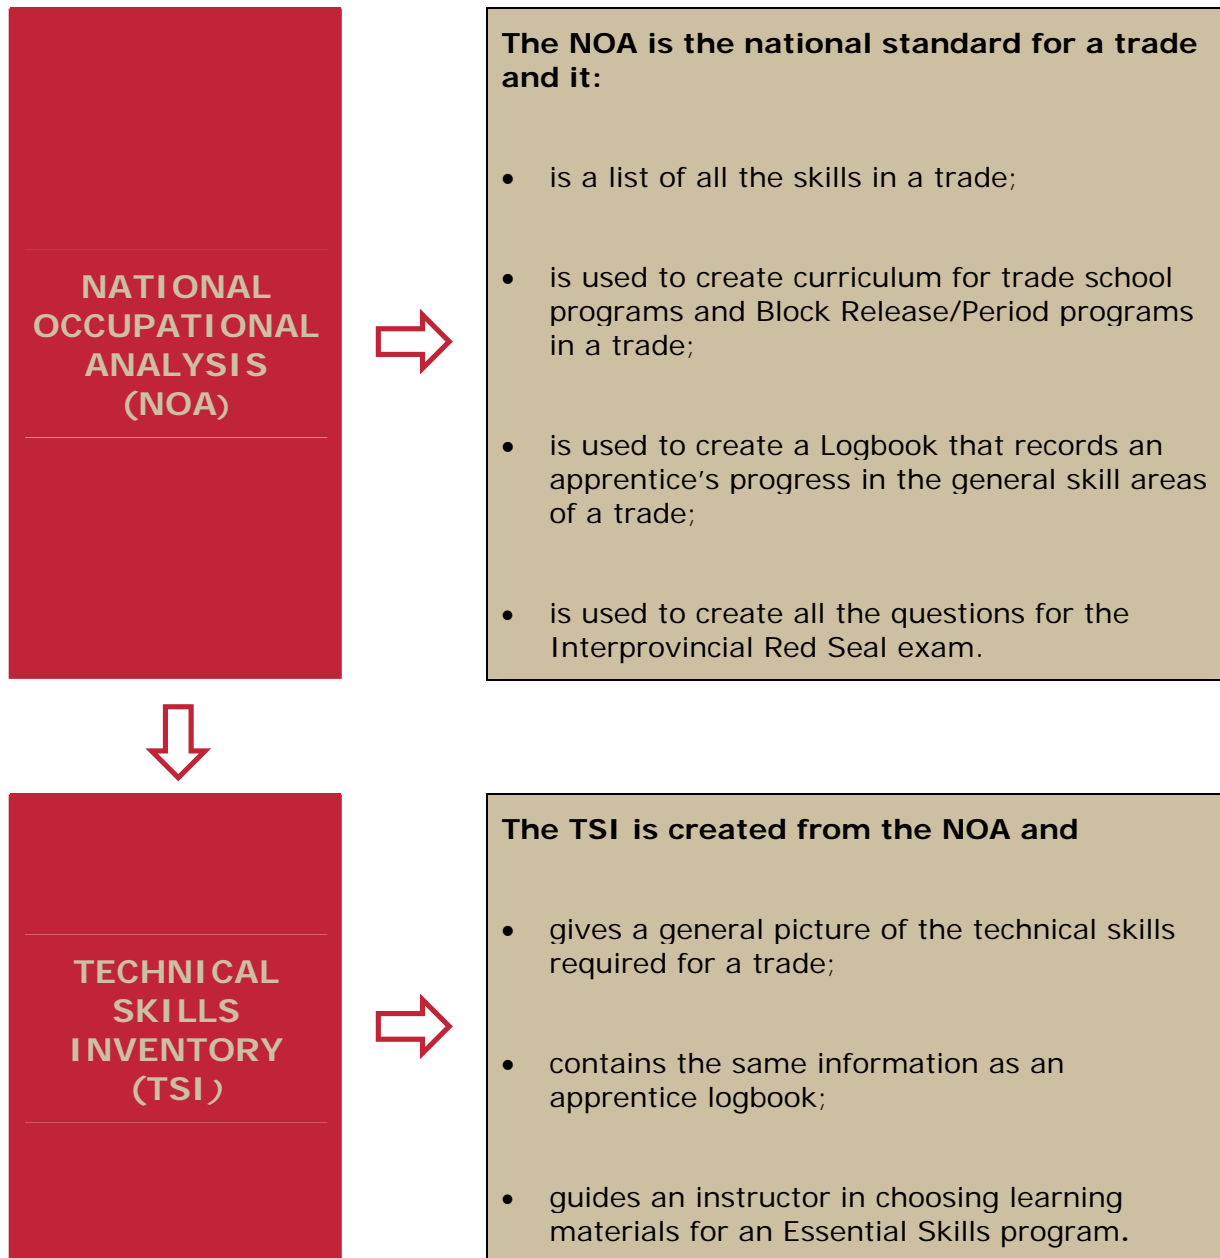 NATIONAL
OCCUPATIONAL
ANALYSIS
(NOA)
The NOA is the national standard for a trade
and it:
• is a list of all the skills in a trade;
• is used to create curriculum for trade school
programs and Block Release/Period programs
in a trade;
• is used to create a Logbook that records an
apprentice’s progress in the general skill areas
of a trade;
• is used to create all the questions for the
Interprovincial Red Seal exam.
TECHNICAL
SKILLS
INVENTORY
(TSI)
The TSI is created from the NOA and
• gives a general picture of the technical skills
required for a trade;
• contains the same information as an
apprentice logbook;
• guides an instructor in choosing learning
materials for an Essential Skills program.